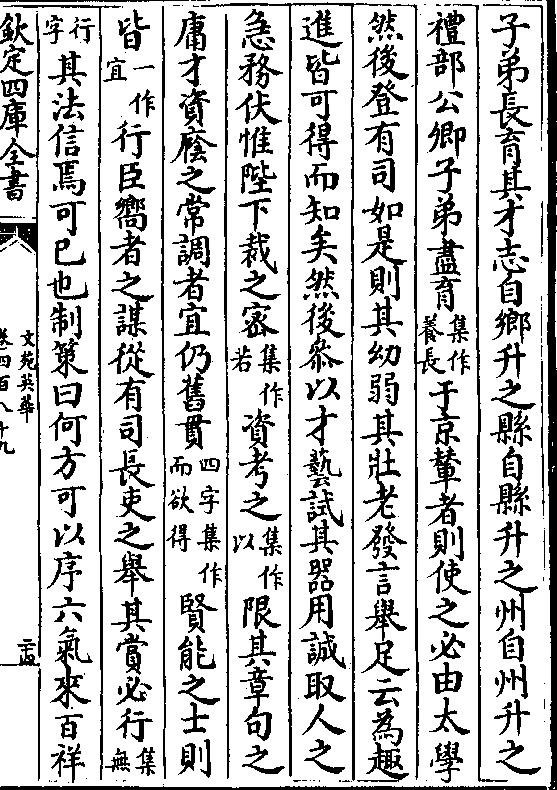 子弟長育其才志自鄉升之縣自縣升之州自州升之
禮部公卿子弟盡育集作養長于京輦者則使之必由太學
然後登有司如是則其幼弱其壯老發言舉足云為趣
進皆可得而知矣然後叅以才藝試其器用誠取人之
急務伏惟陛下裁之密集作若資考之集作以限其章句之
庸才資廕之常調者宜仍舊貫四字集作而欲得賢能之士則
皆一作宜行臣嚮者之謀從有司長吏之舉其賞必行集無
行字其法信焉可已也制策曰何方可以序六氣來百祥
欽定四庫全書
文苑英華
卷四百八十九
二十四